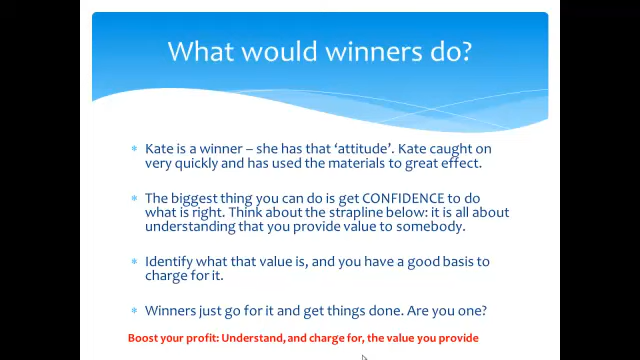 What would winners do?
* Kate is a winner – she has that ‘attitude’. Kate caught on
very quickly and has used the materials to great effect.
* The biggest thing you can do is get CONFIDENCE to do
what is right. Think about the strapline below: it is all about
understanding that you provide value to somebody.
* Identify what that value is, and you have a good basis to
charge for it.
* Winners just go for it and get things done. Are you one?
Boost your profit: Understand, and charge for, the value you provide